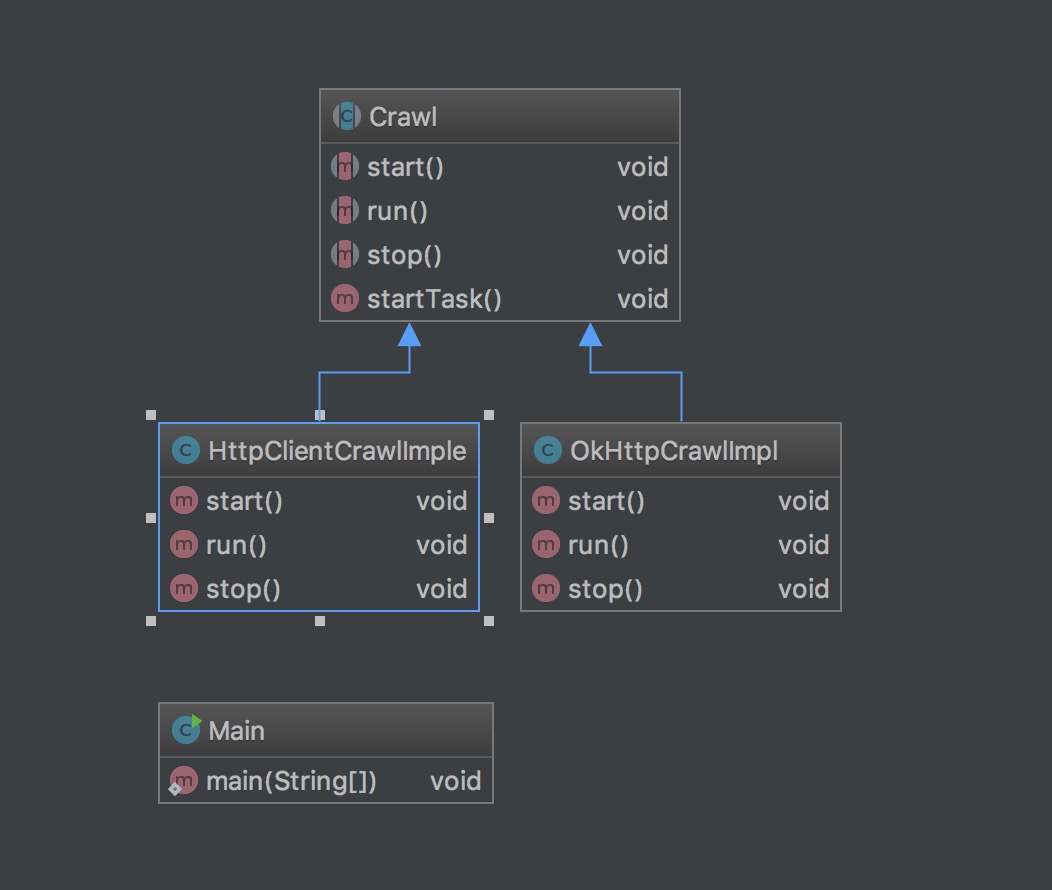 Crawl
start() void
run() void
stop() void
startTask() void
HttpClientCrawlImple
start() void
run() void
stop() void
OkHttpCrawlImpl
start() void
run() void
stop() void
Main
main(String[]) void